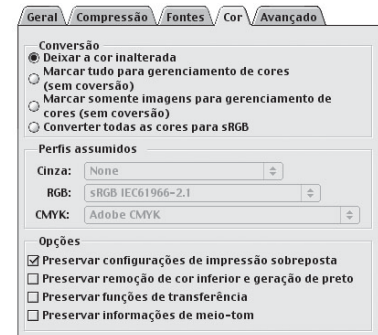 Geral Compressão Fontes Cor Avançado
Conversão
Deixar a cor inalterada
Marcar tudo para gerenciamento de cores
(sem coversão)
Marcar somente imagens para gerenciamento de
cores (sem coversão)
Converter todas as cores para sRGB
Perfis assumidos
Cinza: None
RGB: sRGB IEC61966-2.1
CMYK: Adobe CMYK
Opções
Preservar configurações de impressão sobreposta
Preservar remoção de cor inferior e geração de preto
Preservar funções de transferência
Preservar informações de meio-tom